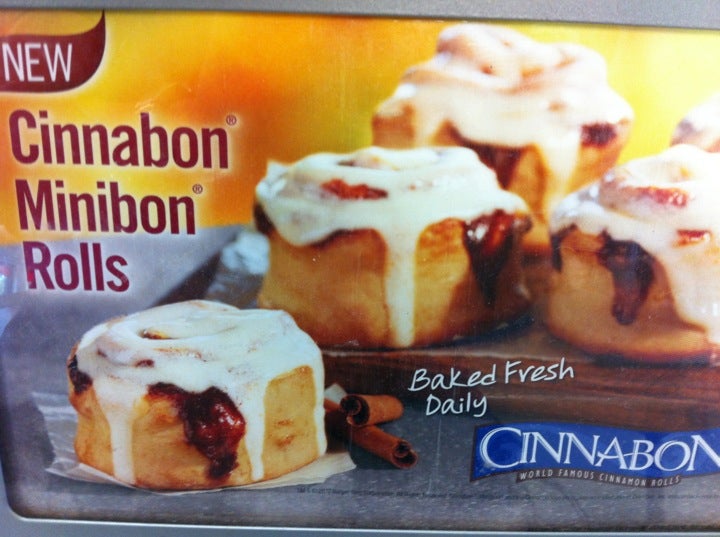 NEW
Cinnabon®
Minibon®
Rolls
Baked Fresh
Daily
CINNABON
WORLD FAMOUS CINNAMON ROLLS